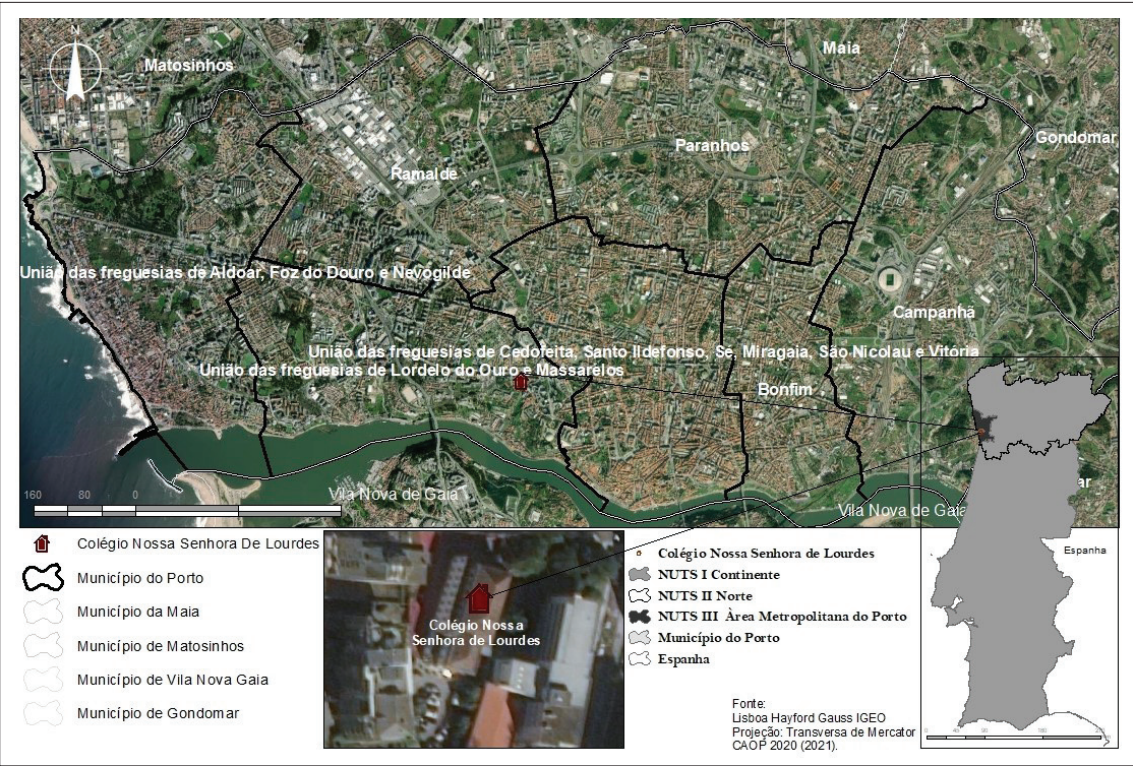 N
Matosinhos
Maia
Gondomar
Paranhos
Ramalde
União das freguesias de Aldoar, Foz do Douro e Nevogilde
Campanhã
União das freguesias de Cedofeita, Santo Ildefonso, Sé, Miragaia, São Nicolau e Vitória
União das freguesias de Lordelo do Ouro e Massarelos
Bonfim
160 80 0
Vila Nova de Gaia
Vila Nova de Gaia
ar
Colégio Nossa Senhora De Lourdes
Município do Porto
Município da Maia
Município de Matosinhos
Município de Vila Nova Gaia
Município de Gondomar
Colégio Nossa
Senhora de Lourdes
Colégio Nossa Senhora de Lourdes
NUTS I Continente
NUTS II Norte
NUTS III Àrea Metropolitana do Porto
Município do Porto
Espanha
Espanha
Fonte:
Lisboa Hayford Gauss IGEO
Projeção: Transversa de Mercator
CAOP 2020 (2021).